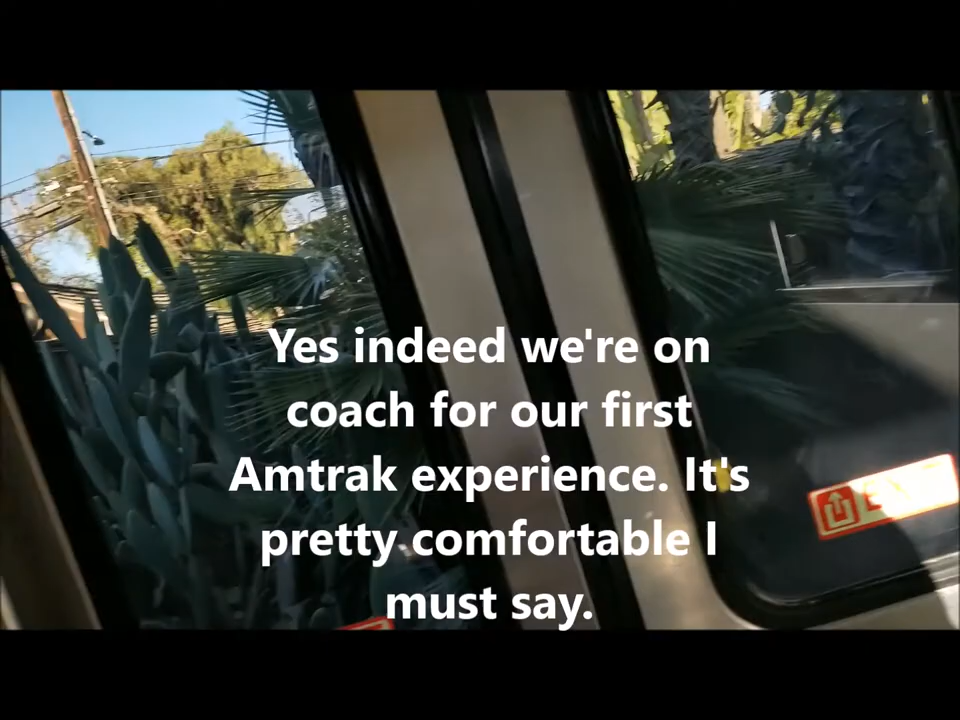 Yes indeed we're on
coach for our first
Amtrak experience. It's
pretty comfortable I
must say.